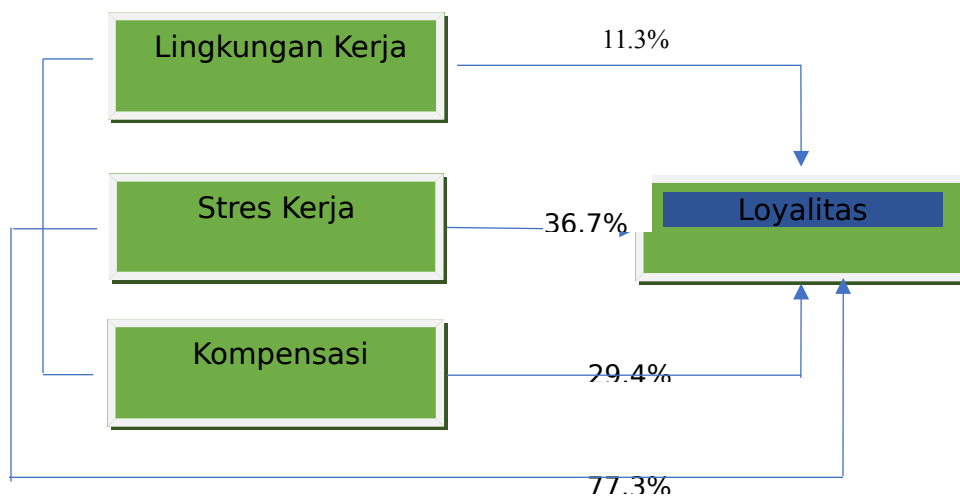 Lingkungan Kerja
11.3%
Stres Kerja
36.7%
Loyalitas
Kompensasi
29.4%
77.3%